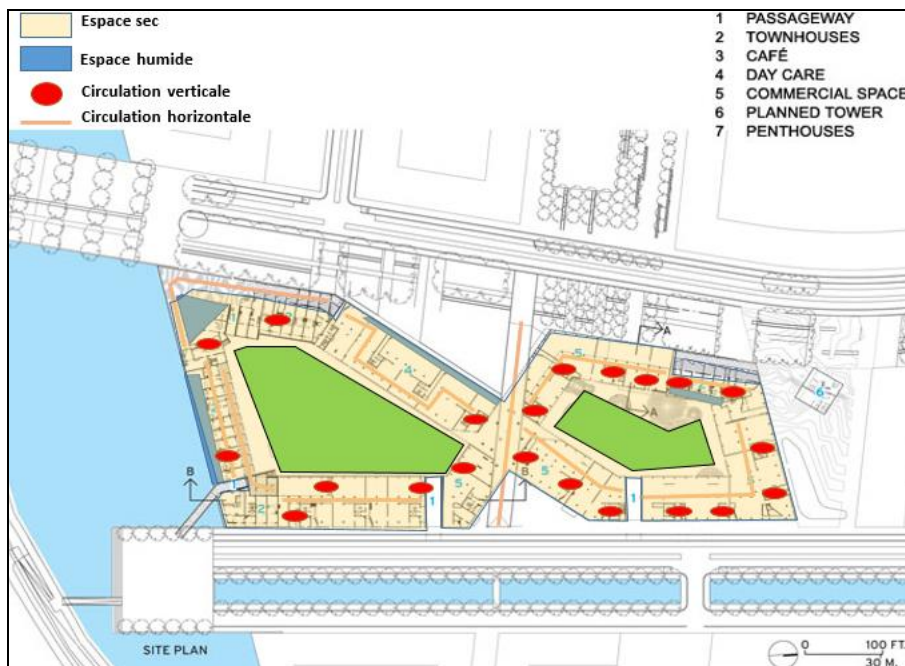 Espace sec
Espace humide
Circulation verticale
Circulation horizontale
1 PASSAGEWAY
2 TOWNHOUSES
3 CAFÉ
4 DAY CARE
5 COMMERCIAL SPACE
6 PLANNED TOWER
7 PENTHOUSES
A
5
6
4
A
B
5
5
B
1
1
2
SITE PLAN
0 100 FT.
30 M.